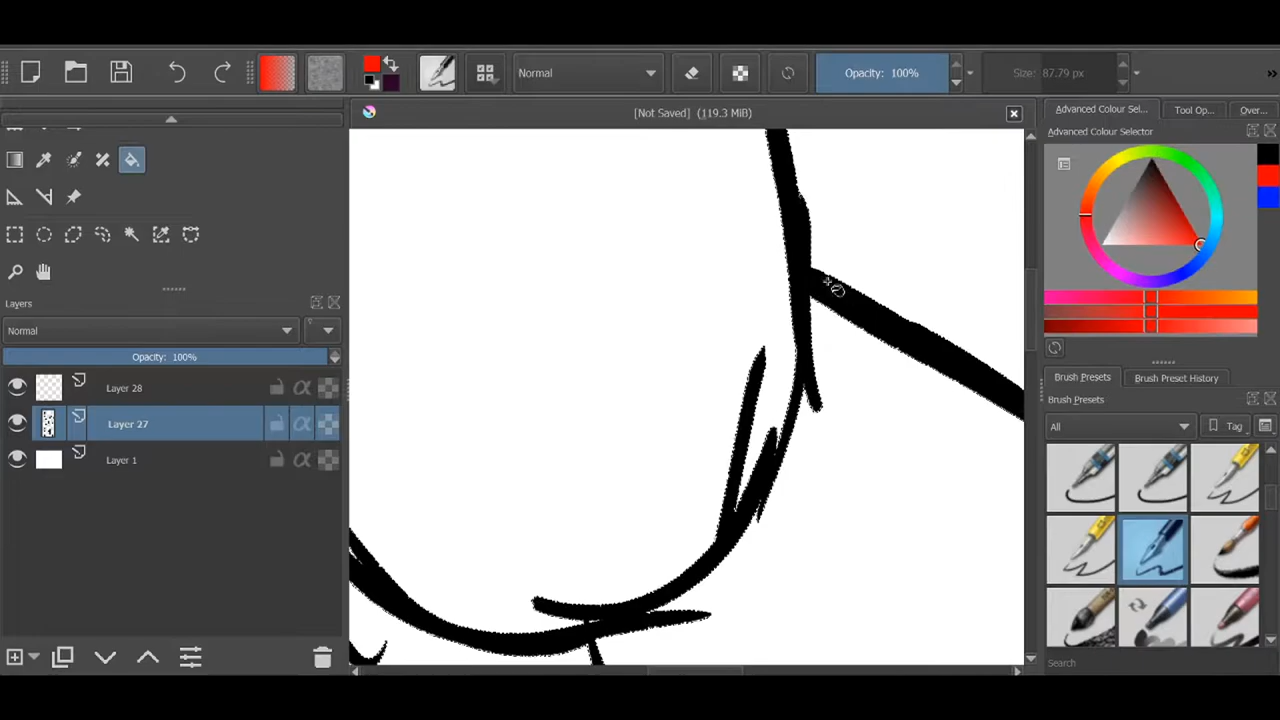 Normal
Opacity: 100%
Size: 87.79 px
»
[Not Saved] (119.3 MiB)
Advanced Colour Sel...
Tool Op...
Over...
Advanced Colour Selector
Layers
Normal
Opacity: 100%
Layer 28
Layer 27
Layer 1
Brush Presets
Brush Preset History
Brush Presets
All
Tag
Search